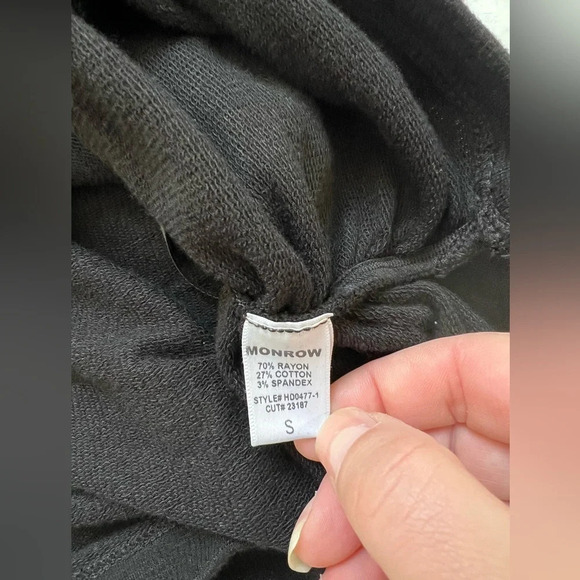 MONROW
70% RAYON
27% COTTON
3% SPANDEX
STYLE# HD0477-1
CUT# 23187
S